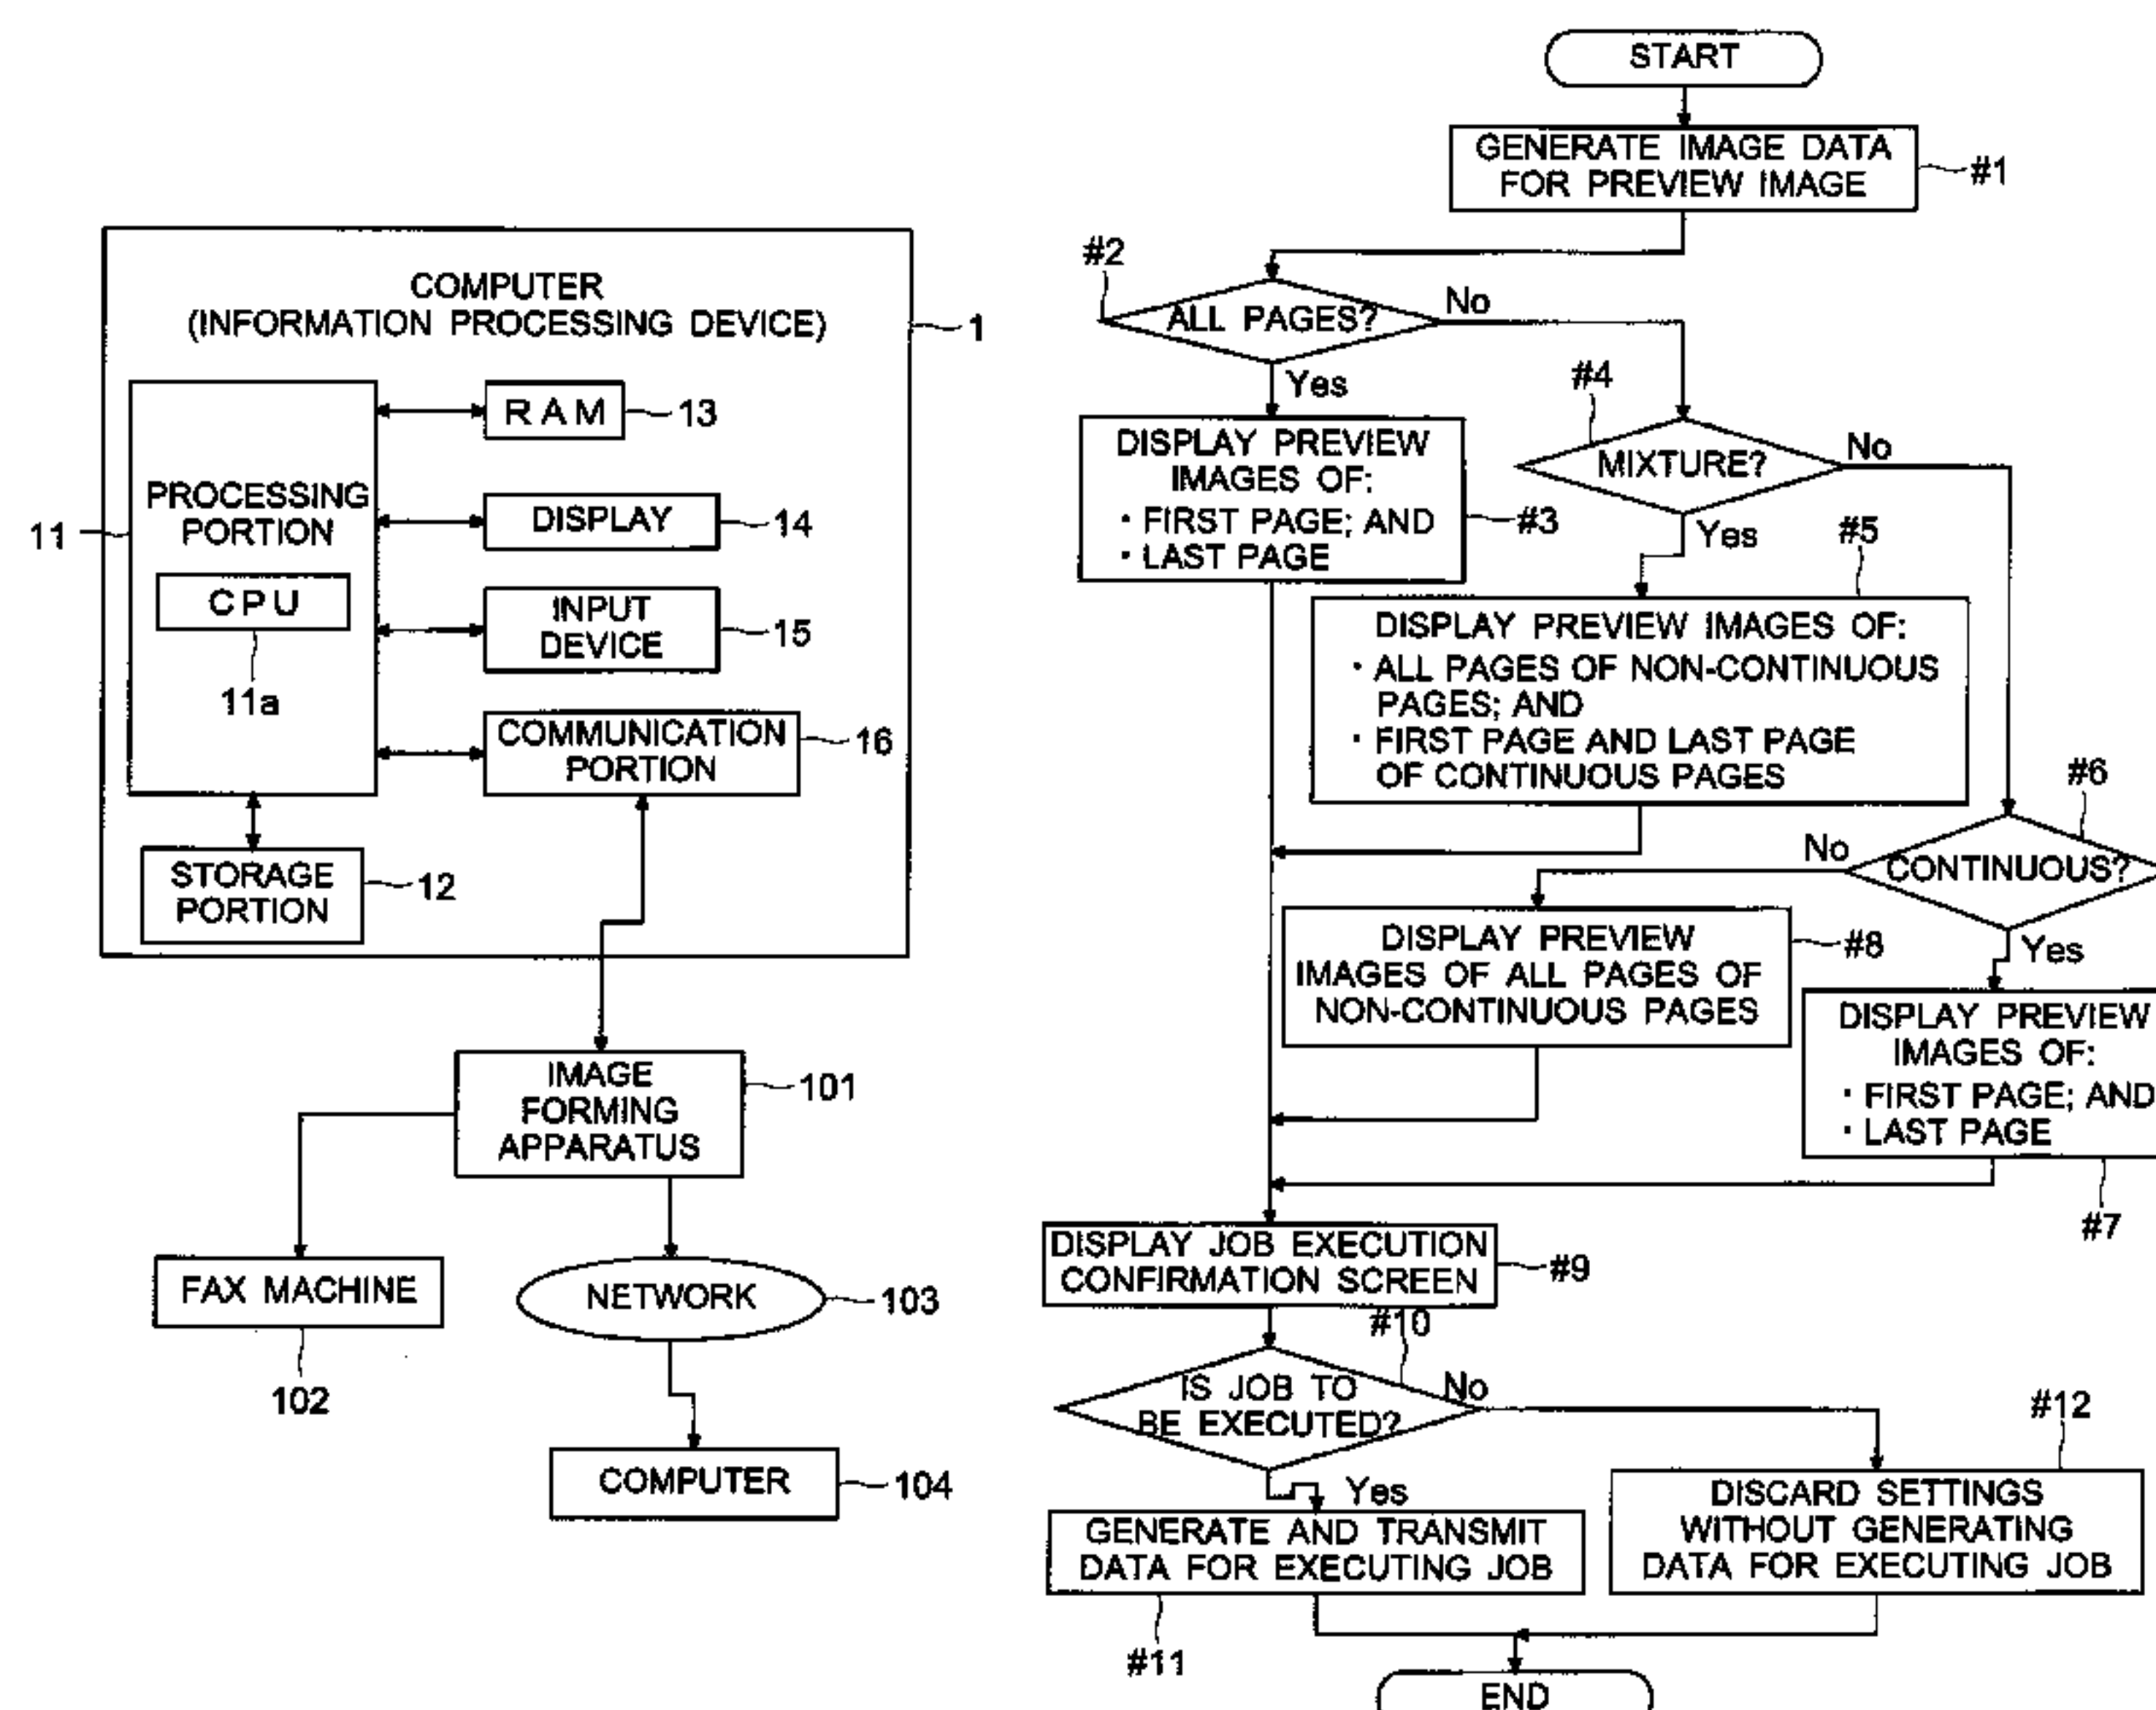 COMPUTER
(INFORMATION PROCESSING DEVICE)
1
PROCESSING
PORTION
11
CPU
11a
RAM
13
DISPLAY
14
INPUT
DEVICE
15
COMMUNICATION
PORTION
16
STORAGE
PORTION
12
IMAGE
FORMING
APPARATUS
101
FAX MACHINE
102
NETWORK
103
COMPUTER
104
START
GENERATE IMAGE DATA
FOR PREVIEW IMAGE
#1
#2
ALL PAGES?
No
Yes
DISPLAY PREVIEW
IMAGES OF:
・FIRST PAGE; AND
・LAST PAGE
#3
#4
MIXTURE?
No
Yes
#5
DISPLAY PREVIEW IMAGES OF:
・ALL PAGES OF NON-CONTINUOUS
PAGES; AND
・FIRST PAGE AND LAST PAGE
OF CONTINUOUS PAGES
#6
CONTINUOUS?
No
Yes
DISPLAY PREVIEW
IMAGES OF ALL PAGES OF
NON-CONTINUOUS PAGES
#8
DISPLAY PREVIEW
IMAGES OF:
・FIRST PAGE; AND
・LAST PAGE
#7
DISPLAY JOB EXECUTION
CONFIRMATION SCREEN
#9
#10
IS JOB TO
BE EXECUTED?
No
Yes
GENERATE AND TRANSMIT
DATA FOR EXECUTING JOB
#11
#12
DISCARD SETTINGS
WITHOUT GENERATING
DATA FOR EXECUTING JOB
END